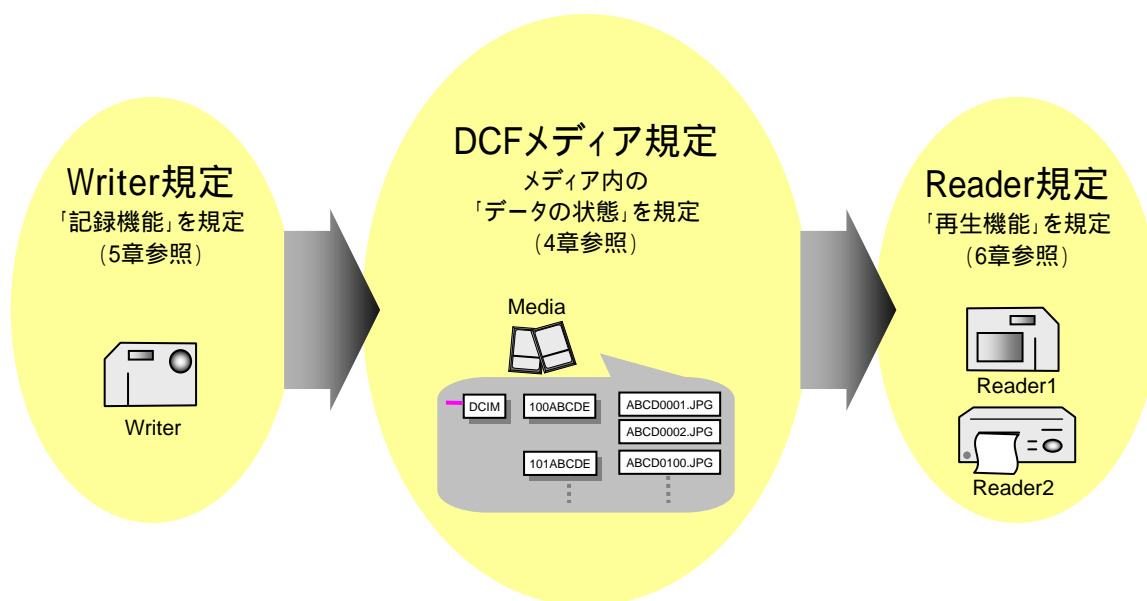 Writer規定
｢記録機能｣を規定
(5章参照)
Writer
DCFメディア規定
メディア内の
｢データの状態｣を規定
(4章参照)
Media
DCIM
100ABCDE
ABCD0001.JPG
ABCD0002.JPG
101ABCDE
ABCD0100.JPG
Reader規定
｢再生機能｣を規定
(6章参照)
Reader1
Reader2